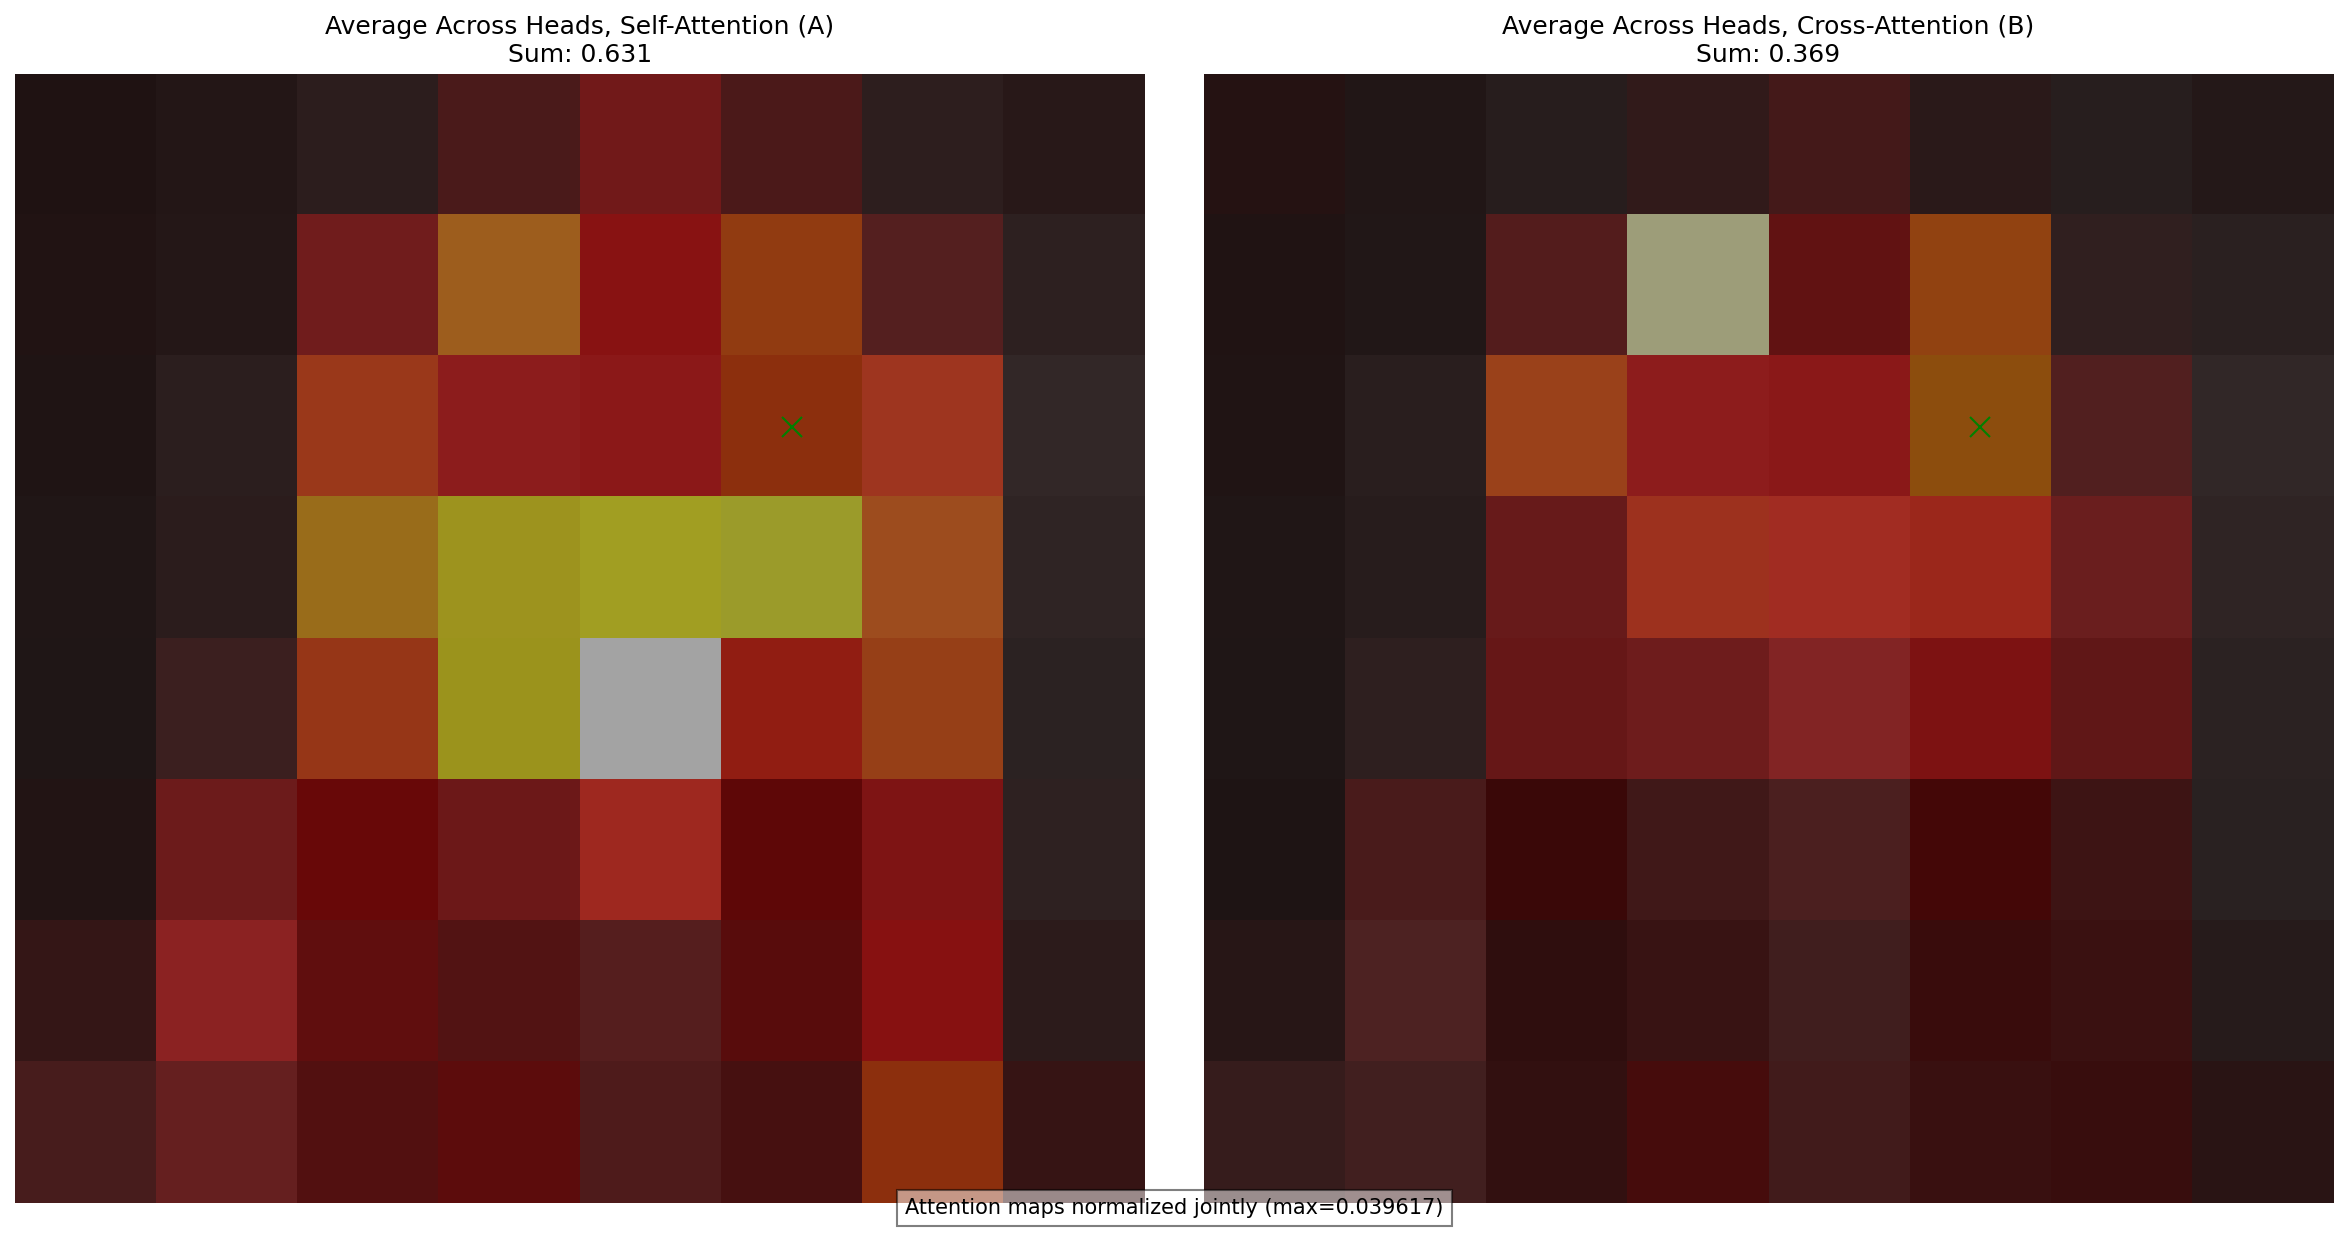 Average Across Heads, Self-Attention (A)
Sum: 0.631
Average Across Heads, Cross-Attention (B)
Sum: 0.369
Attention maps normalized jointly (max=0.039617)